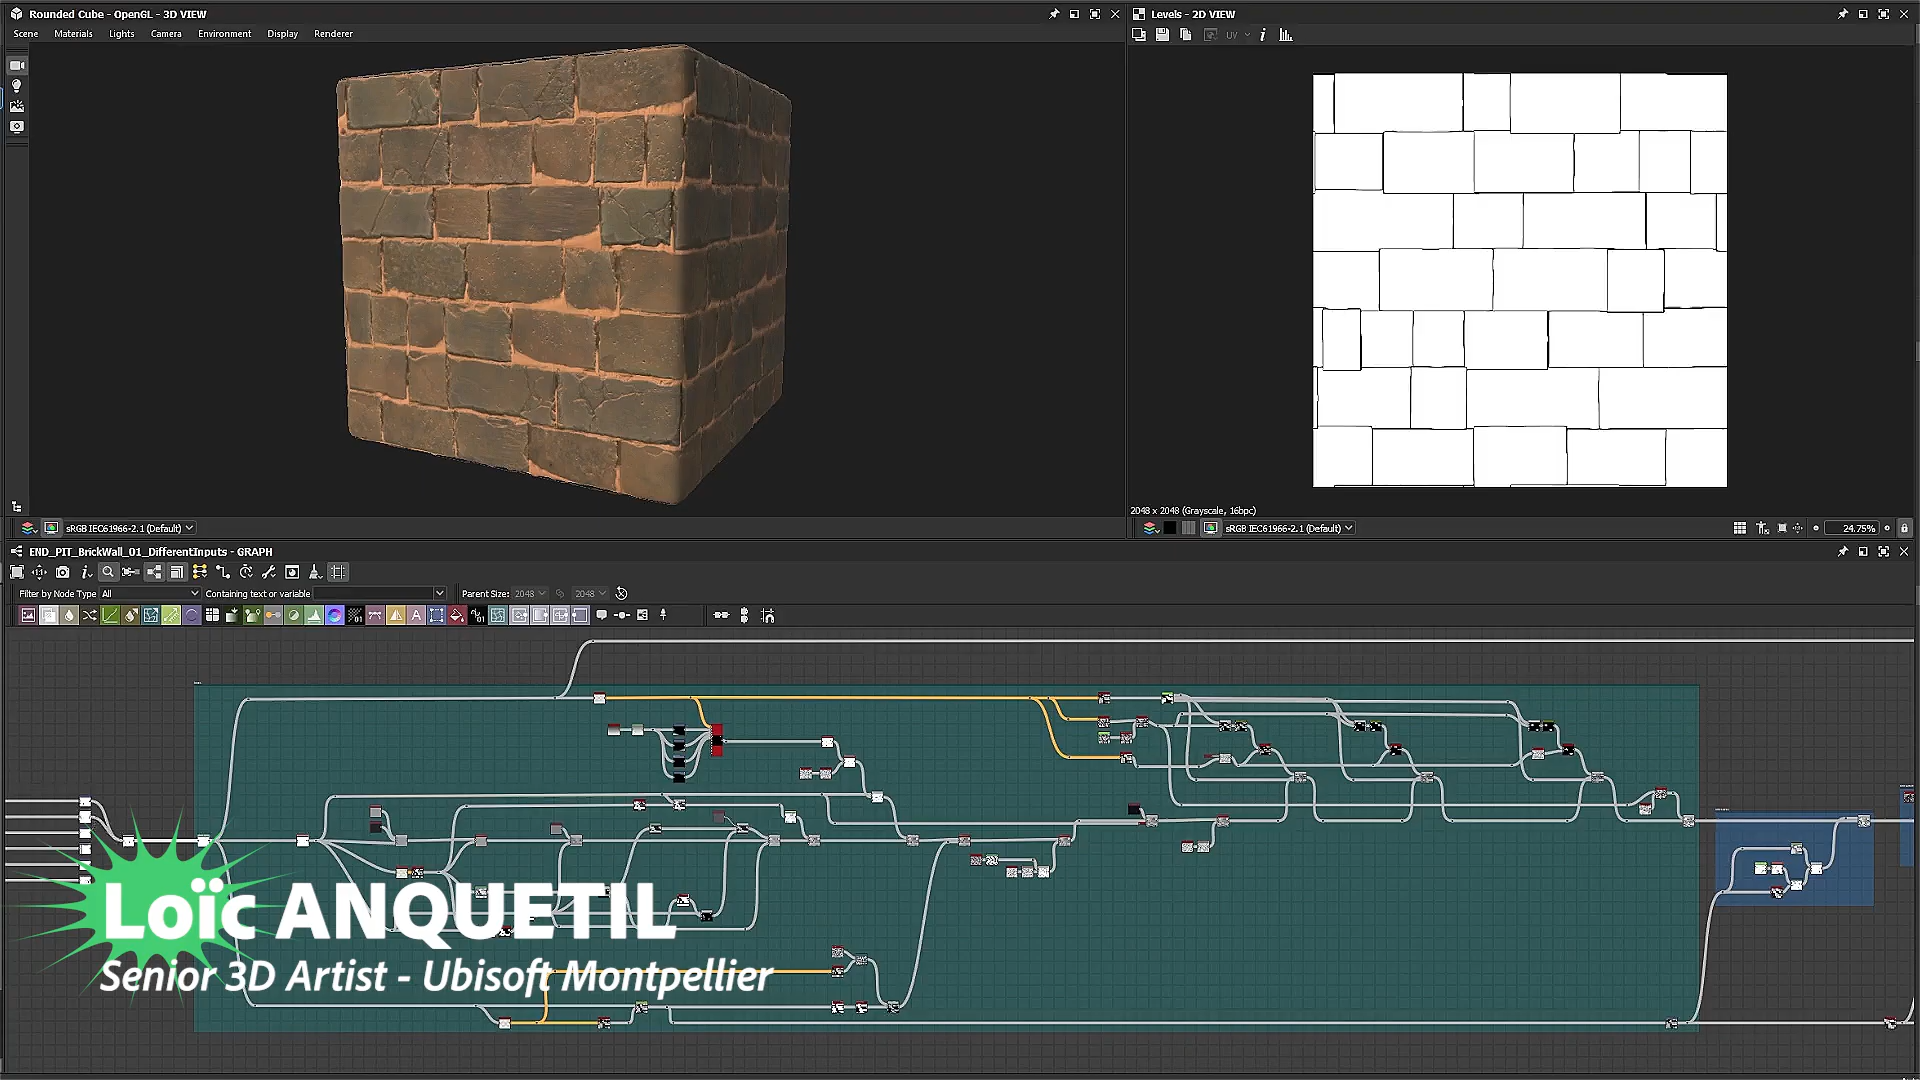 Rounded Cube - OpenGL - 3D VIEW
Scene Materials Lights Camera Environment Display Renderer
sRGB IEC61966-2.1 (Default)
Levels - 2D VIEW
UV
2048 x 2048 (Grayscale, 16bpc)
sRGB IEC61966-2.1 (Default)
24.75%
END_PIT_BrickWall_01_DifferentInputs - GRAPH
Filter by Node Type All Containing text or variable Parent Size: 2048 2048
Loïc ANQUETIL
Senior 3D Artist - Ubisoft Montpellier